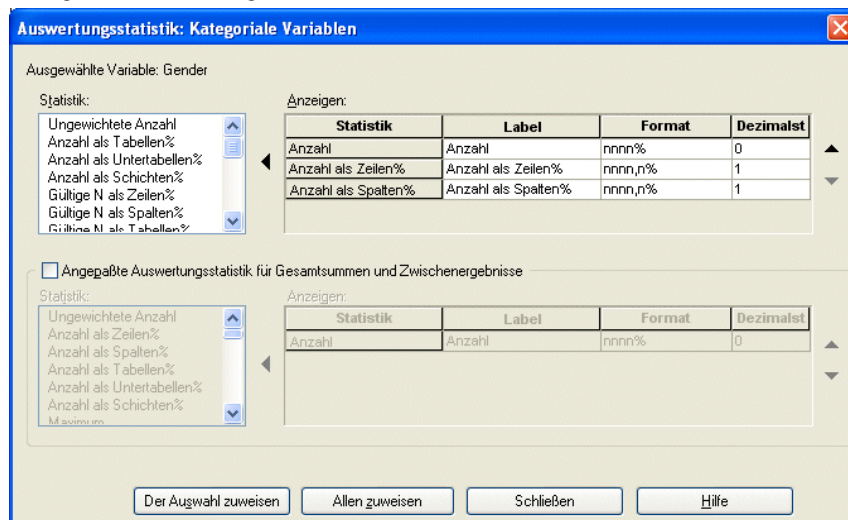 Auswertungsstatistik: Kategoriale Variablen
Ausgewählte Variable: Gender
Statistik:
Ungewichtete Anzahl
Anzahl als Tabellen%
Anzahl als Untertabellen%
Anzahl als Schichten%
Gültige N als Zeilen%
Gültige N als Spalten%
Gültige N als Tabellen%
Anzeigen:
Statistik Label Format Dezimalst
Anzahl Anzahl nnnn% 0
Anzahl als Zeilen% Anzahl als Zeilen% nnnn,n% 1
Anzahl als Spalten% Anzahl als Spalten% nnnn,n% 1
Angepaßte Auswertungsstatistik für Gesamtsummen und Zwischenergebnisse
Statistik:
Ungewichtete Anzahl
Anzahl als Zeilen%
Anzahl als Spalten%
Anzahl als Tabellen%
Anzahl als Untertabellen%
Anzahl als Schichten%
Maximum
Anzeigen:
Statistik Label Format Dezimalst
Anzahl Anzahl nnnn% 0
Der Auswahl zuweisen Allen zuweisen Schließen Hilfe